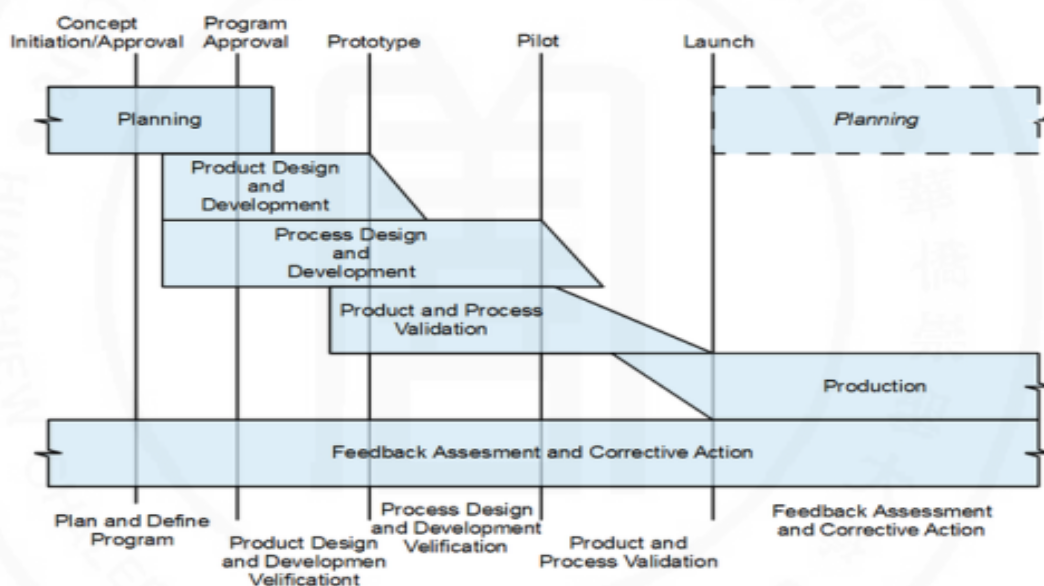 Concept
Initiation/Approval
Program
Approval
Prototype
Pilot
Launch
Planning
Planning
Product Design
and
Development
Process Design
and
Development
Product and Process
Validation
Production
Feedback Assesment and Corrective Action
Plan and Define
Program
Product Design
and Developmen
Velificationt
Process Design
and Development
Velification
Product and
Process Validation
Feedback Assessment
and Corrective Action